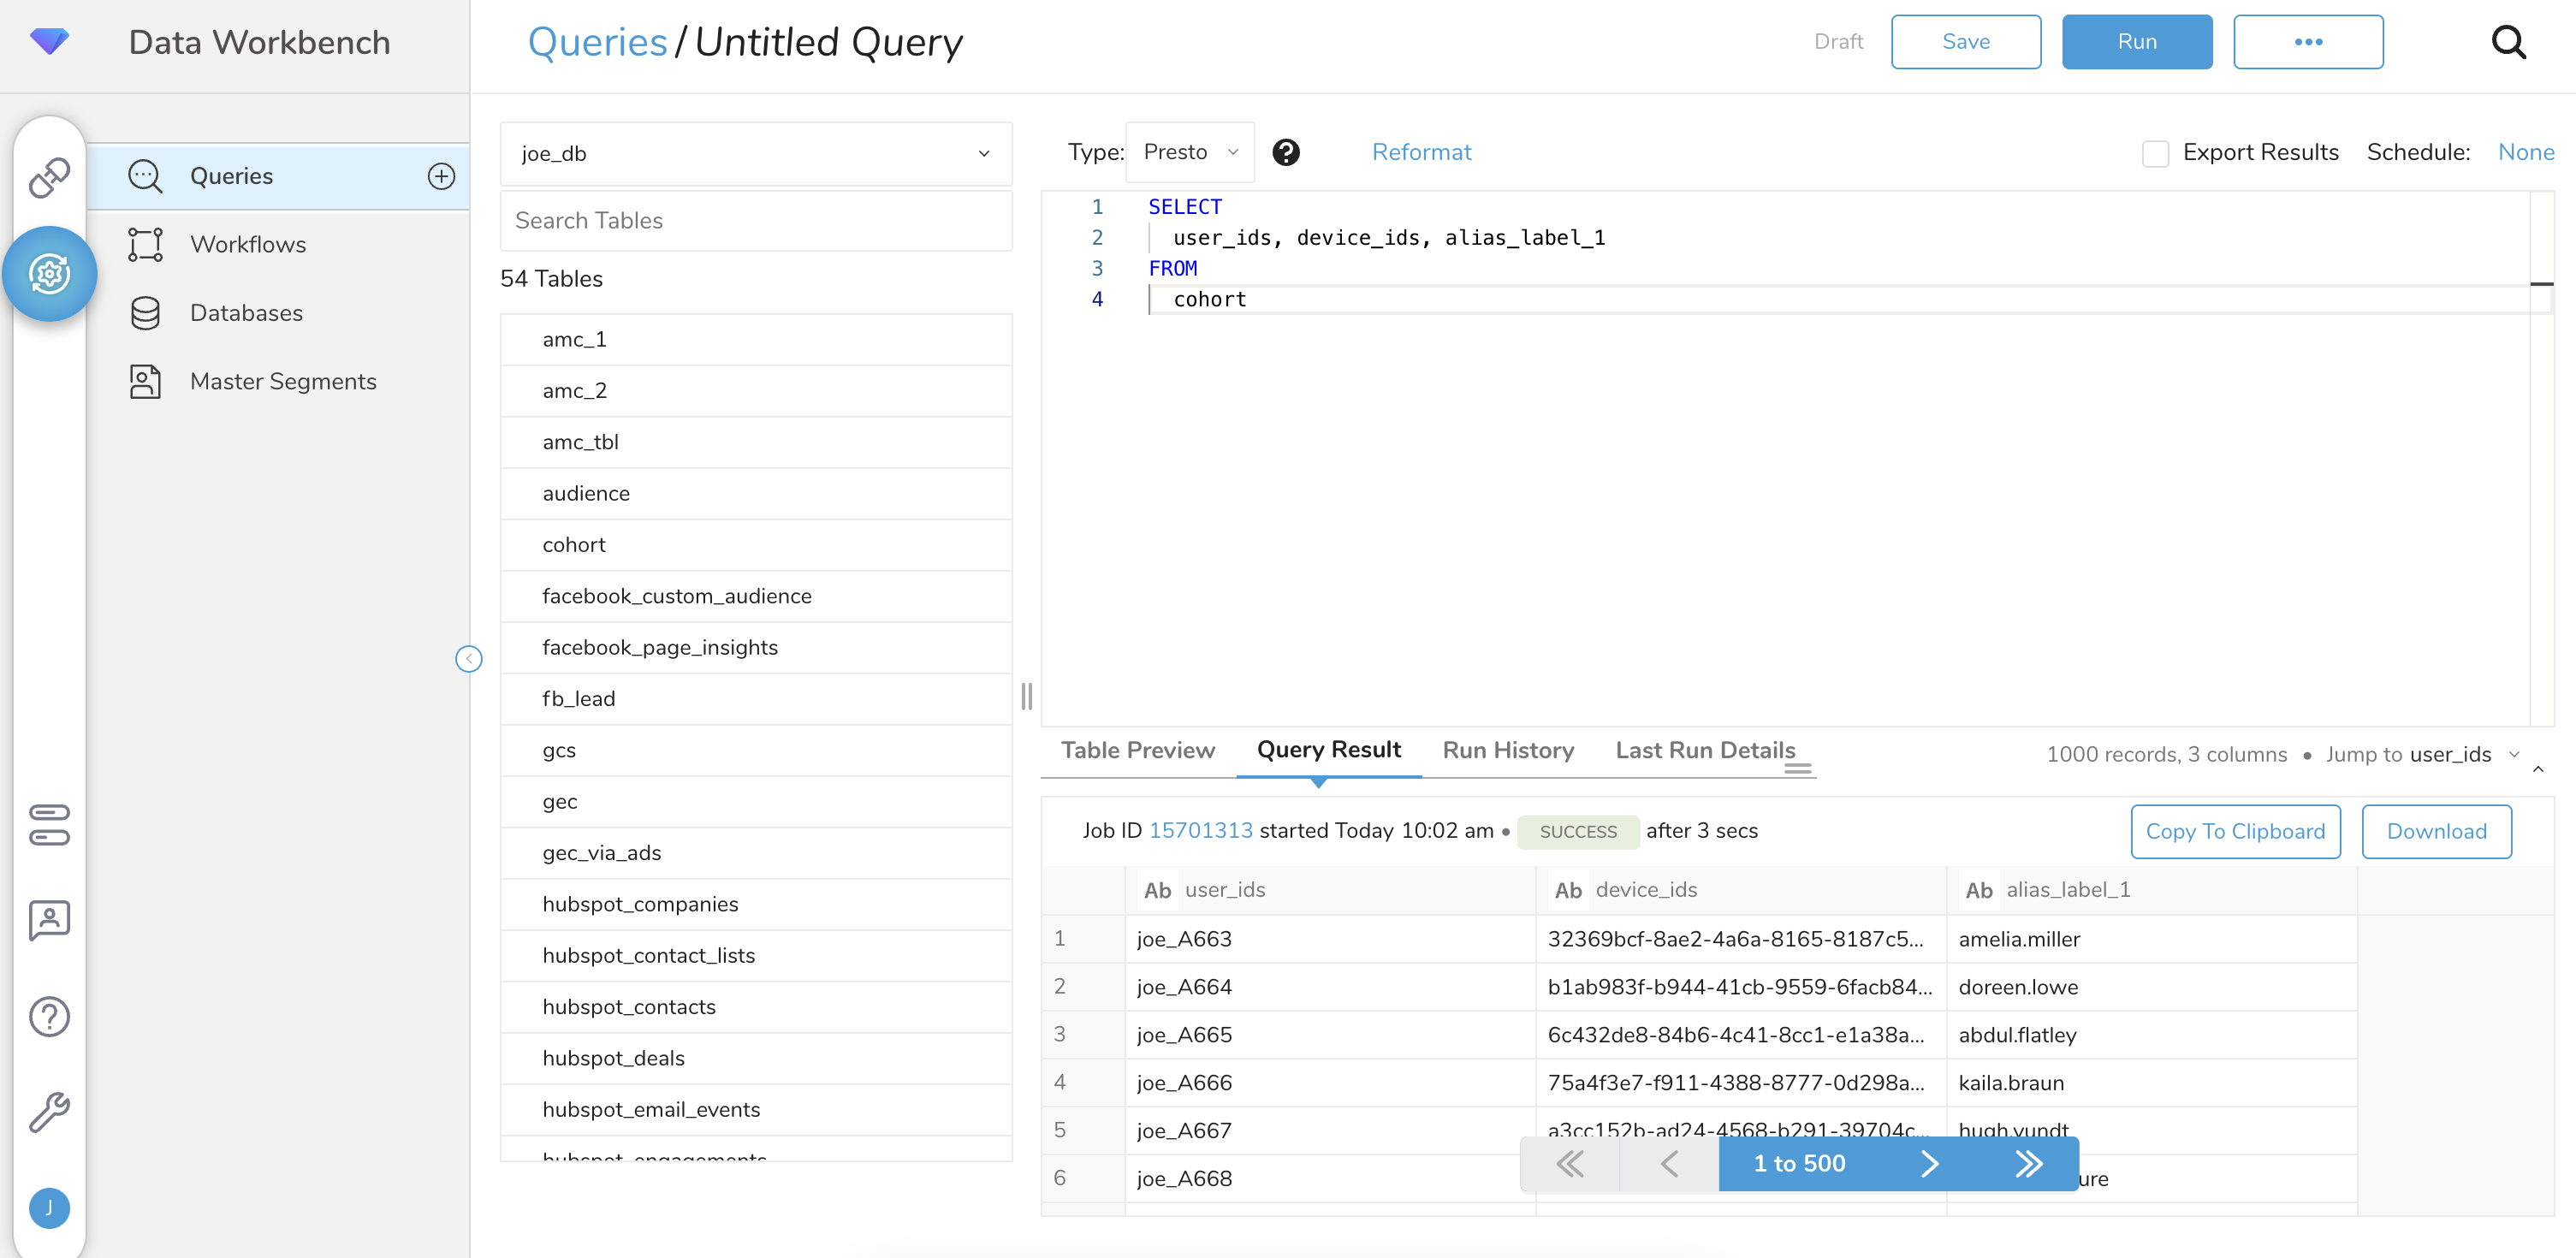 Data Workbench
Queries / Untitled Query
Draft
Save
Run
Queries
Workflows
Databases
Master Segments
J
joe_db
Search Tables
54 Tables
amc_1
amc_2
amc_tbl
audience
cohort
facebook_custom_audience
facebook_page_insights
fb_lead
gcs
gec
gec_via_ads
hubspot_companies
hubspot_contact_lists
hubspot_contacts
hubspot_deals
hubspot_email_events
hubspot_engagements
Type: Presto ? Reformat
Export Results Schedule: None
1 SELECT
2 user_ids, device_ids, alias_label_1
3 FROM
4 cohort
Table Preview Query Result Run History Last Run Details
1000 records, 3 columns • Jump to user_ids
Job ID 15701313 started Today 10:02 am • SUCCESS after 3 secs
Copy To Clipboard Download
Ab user_ids Ab device_ids Ab alias_label_1
1 joe_A663 32369bcf-8ae2-4a6a-8165-8187c5... amelia.miller
2 joe_A664 b1ab983f-b944-41cb-9559-6facb84... doreen.lowe
3 joe_A665 6c432de8-84b6-4c41-8cc1-e1a38a... abdul.flatley
4 joe_A666 75a4f3e7-f911-4388-8777-0d298a... kaila.braun
5 joe_A667 a3cc152b-ad24-4568-b291-39704c... hugh.yundt
6 joe_A668 ure
1 to 500